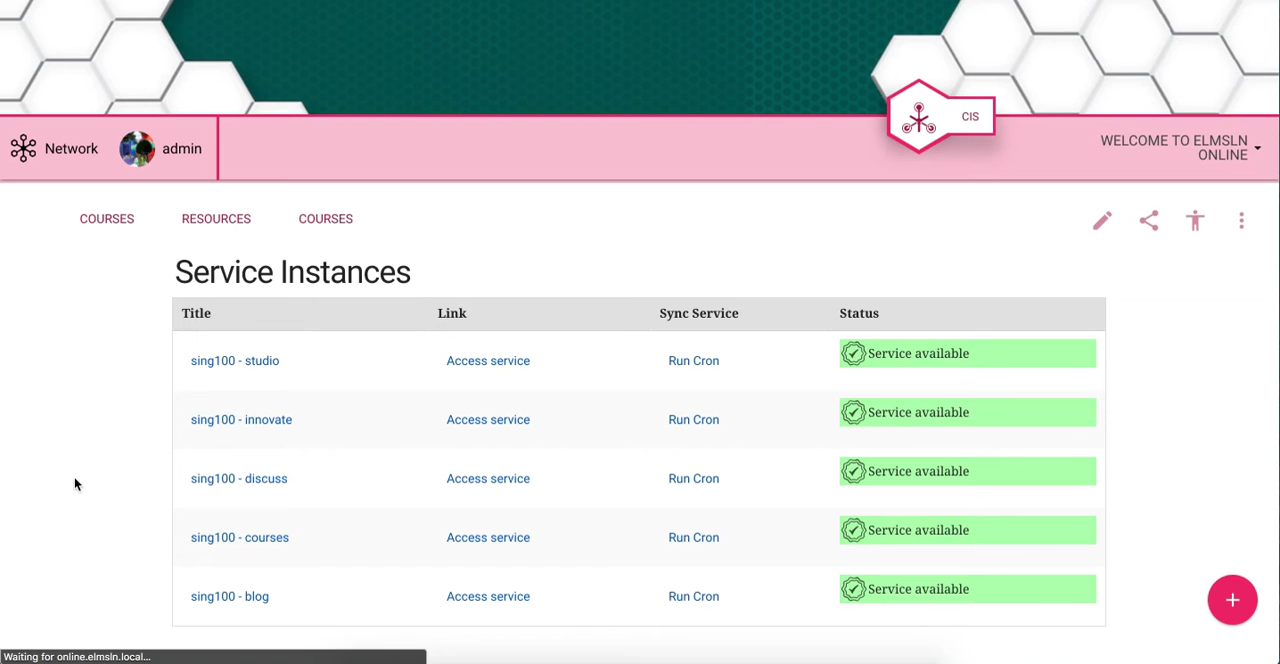 CIS
Network admin
WELCOME TO ELMSLN
ONLINE
COURSES RESOURCES COURSES
Service Instances
Title Link Sync Service Status
sing100 - studio Access service Run Cron Service available
sing100 - innovate Access service Run Cron Service available
sing100 - discuss Access service Run Cron Service available
sing100 - courses Access service Run Cron Service available
sing100 - blog Access service Run Cron Service available
Waiting for online.elmsln.local...